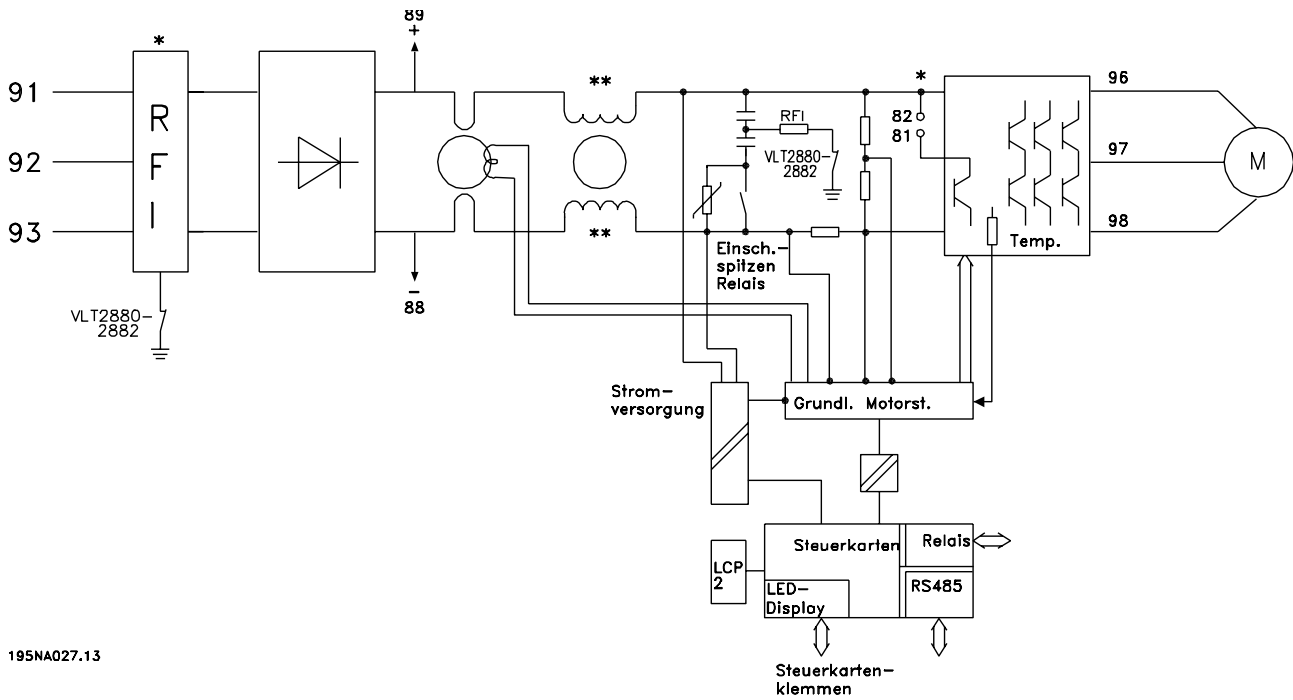 89
+
*
91
R
F
I
92
93
VLT2880-
2882
–
88
**
**
RFI
VLT2880-
2882
Einsch.-
spitzen
Relais
*
82
81
Temp.
96
97
98
M
Strom-
versorgung
Grundl. Motorst.
Steuerkarten
Relais
LCP
2
LED-
Display
RS485
Steuerkarten-
klemmen
195NA027.13